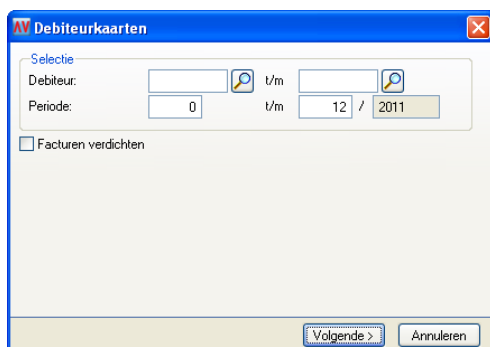 AV Debiteurkaarten
Selectie
Debiteur: t/m
Periode: 0 t/m 12 / 2011
Facturen verdichten
Volgende > Annuleren